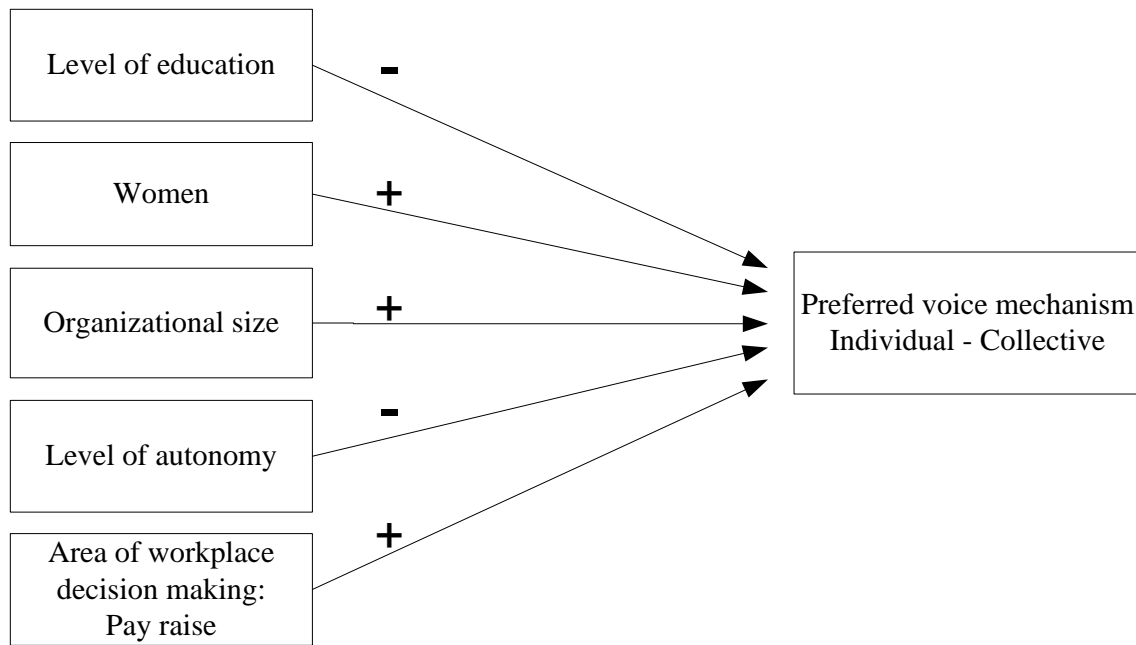 Level of education
-
Women
+
Organizational size
+
Level of autonomy
-
Area of workplace
decision making:
Pay raise
+
Preferred voice mechanism
Individual - Collective